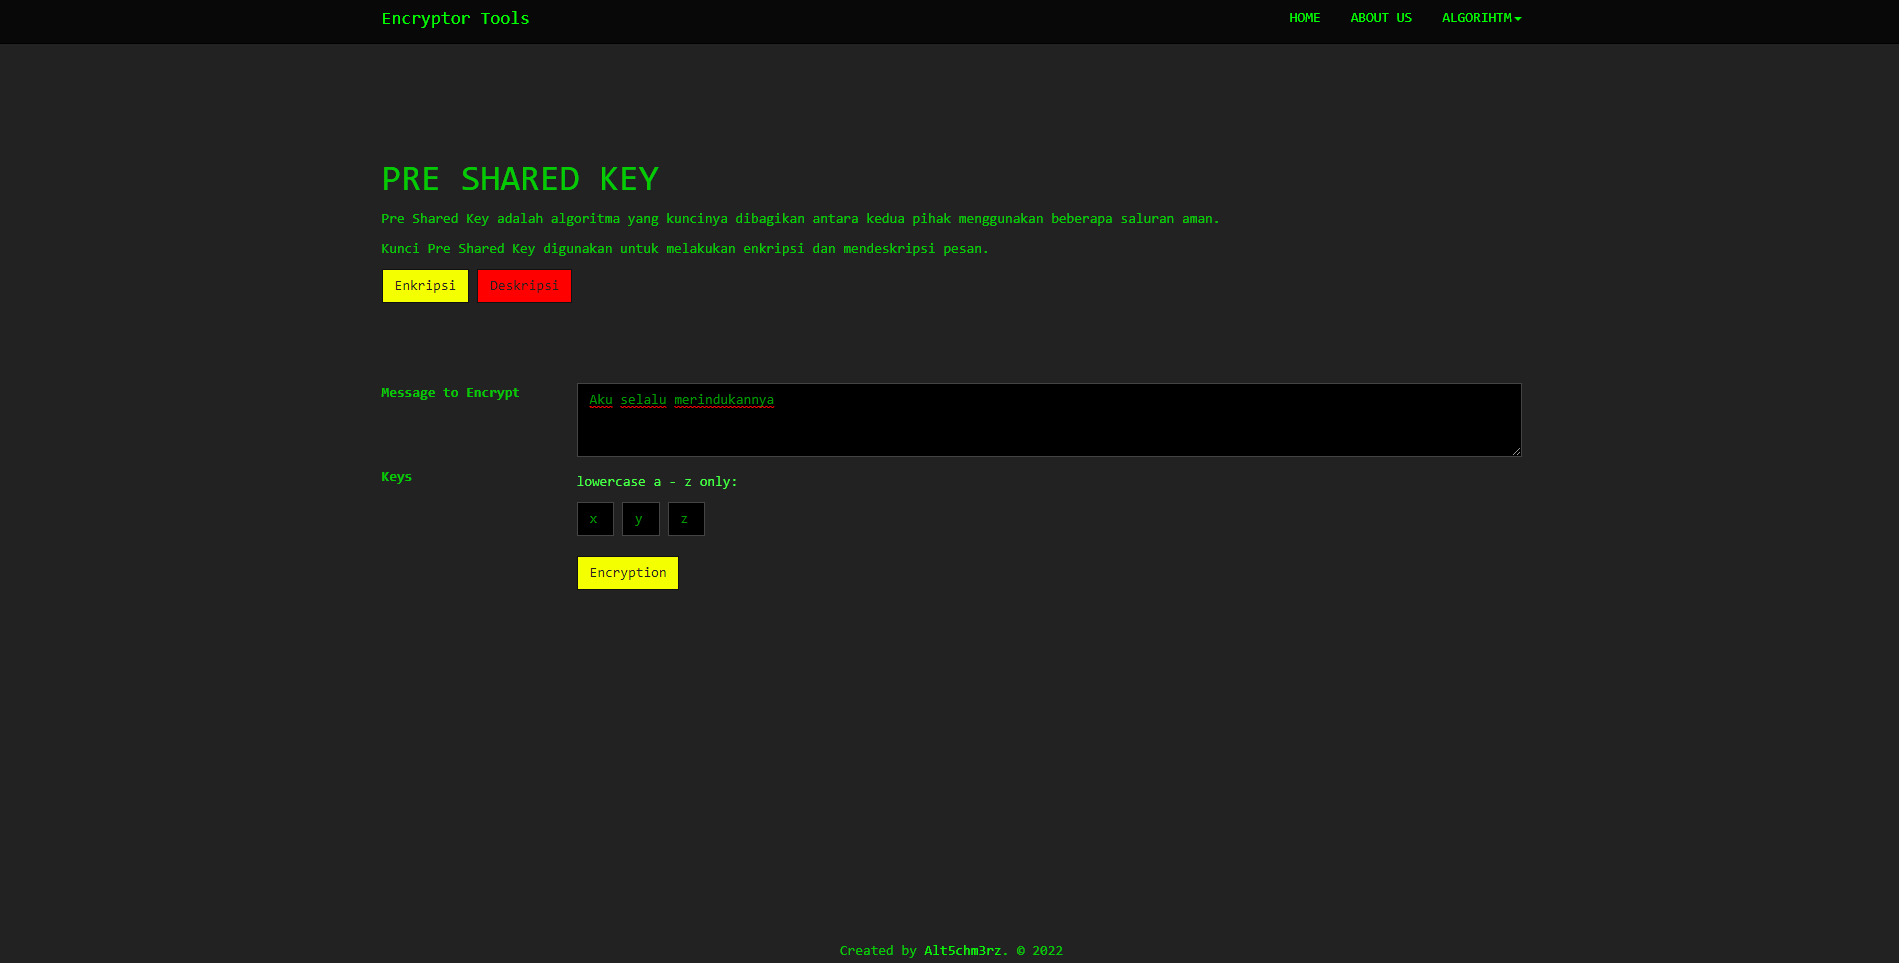 Encryptor Tools HOME ABOUT US ALGORIHTM
PRE SHARED KEY
Pre Shared Key adalah algoritma yang kuncinya dibagikan antara kedua pihak menggunakan beberapa saluran aman.
Kunci Pre Shared Key digunakan untuk melakukan enkripsi dan mendeskripsi pesan.
Enkripsi Deskripsi
Message to Encrypt Aku selalu merindukannya
Keys lowercase a - z only:
x y z
Encryption
Created by Alt5chm3rz. © 2022